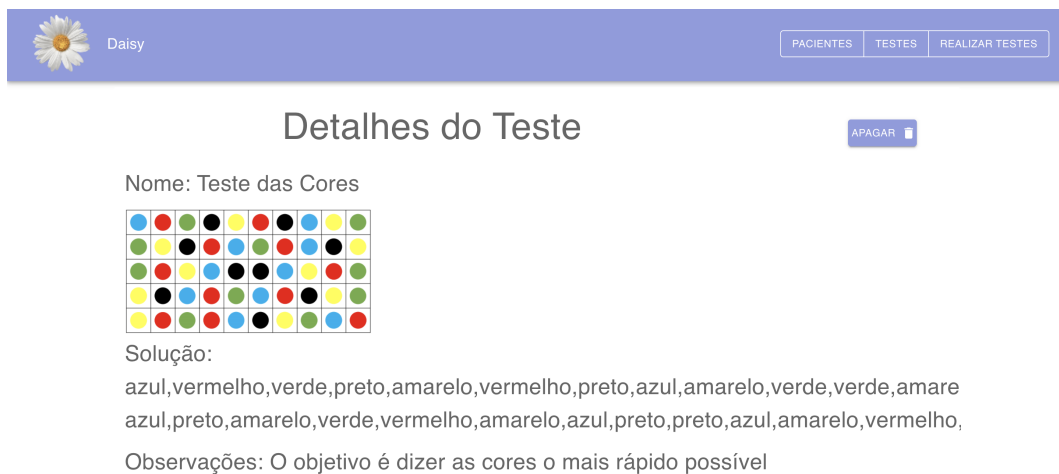 Daisy
PACIENTES TESTES REALIZAR TESTES
Detalhes do Teste
APAGAR
Nome: Teste das Cores
Solução:
azul,vermelho,verde,preto,amarelo,vermelho,preto,azul,amarelo,verde,verde,amare
azul,preto,amarelo,verde,vermelho,amarelo,azul,preto,preto,azul,amarelo,vermelho,
Observações: O objetivo é dizer as cores o mais rápido possível